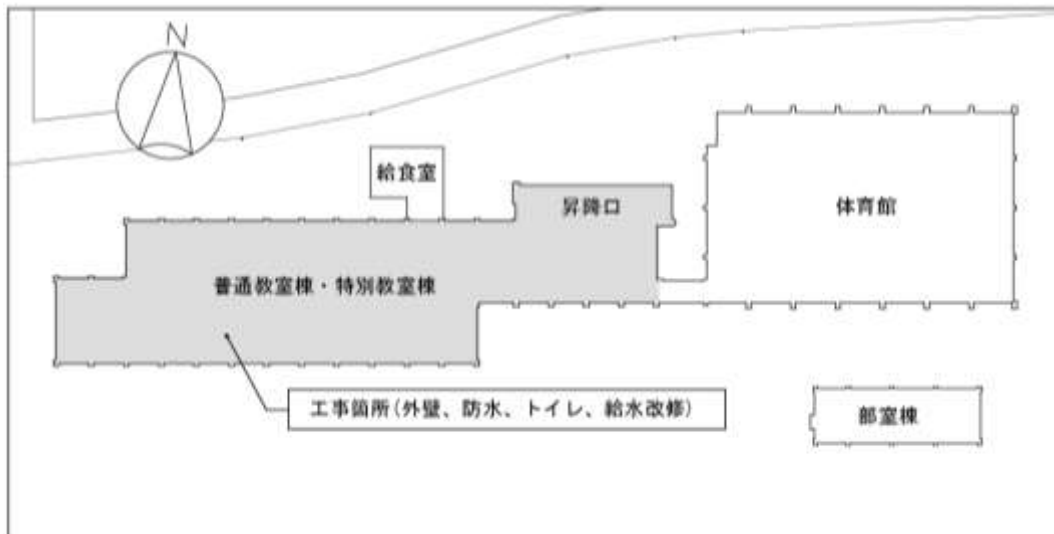 N
給食室
昇降口
体育館
普通教室棟・特別教室棟
工事箇所(外壁、防水、トイレ、給水改修)
部室棟